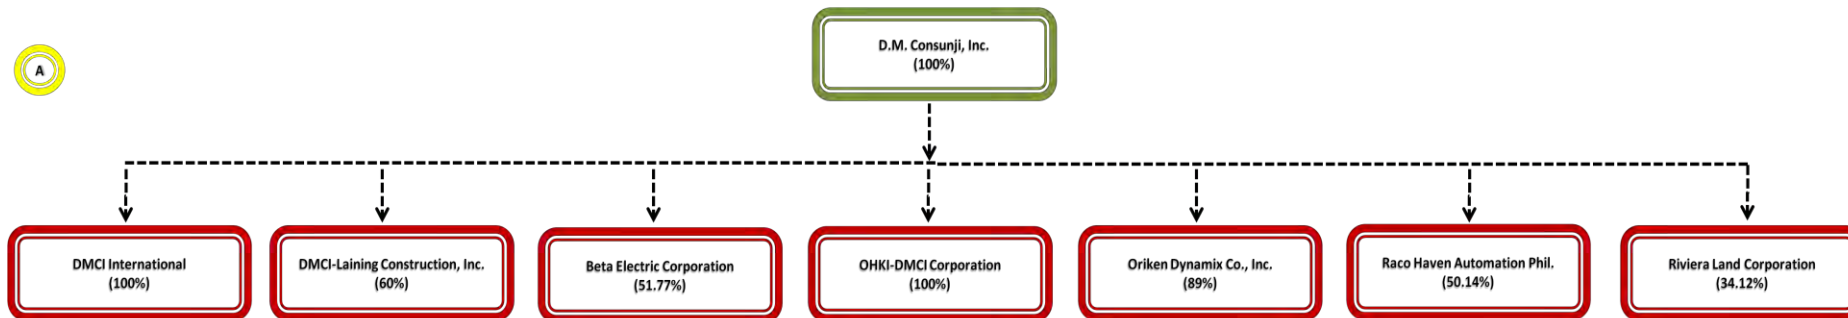 A
D.M. Consunji, Inc.
(100%)
DMCI International
(100%)
DMCI-Laining Construction, Inc.
(60%)
Beta Electric Corporation
(51.77%)
OHKI-DMCI Corporation
(100%)
Oriken Dynamix Co., Inc.
(89%)
Raco Haven Automation Phil.
(50.14%)
Riviera Land Corporation
(34.12%)